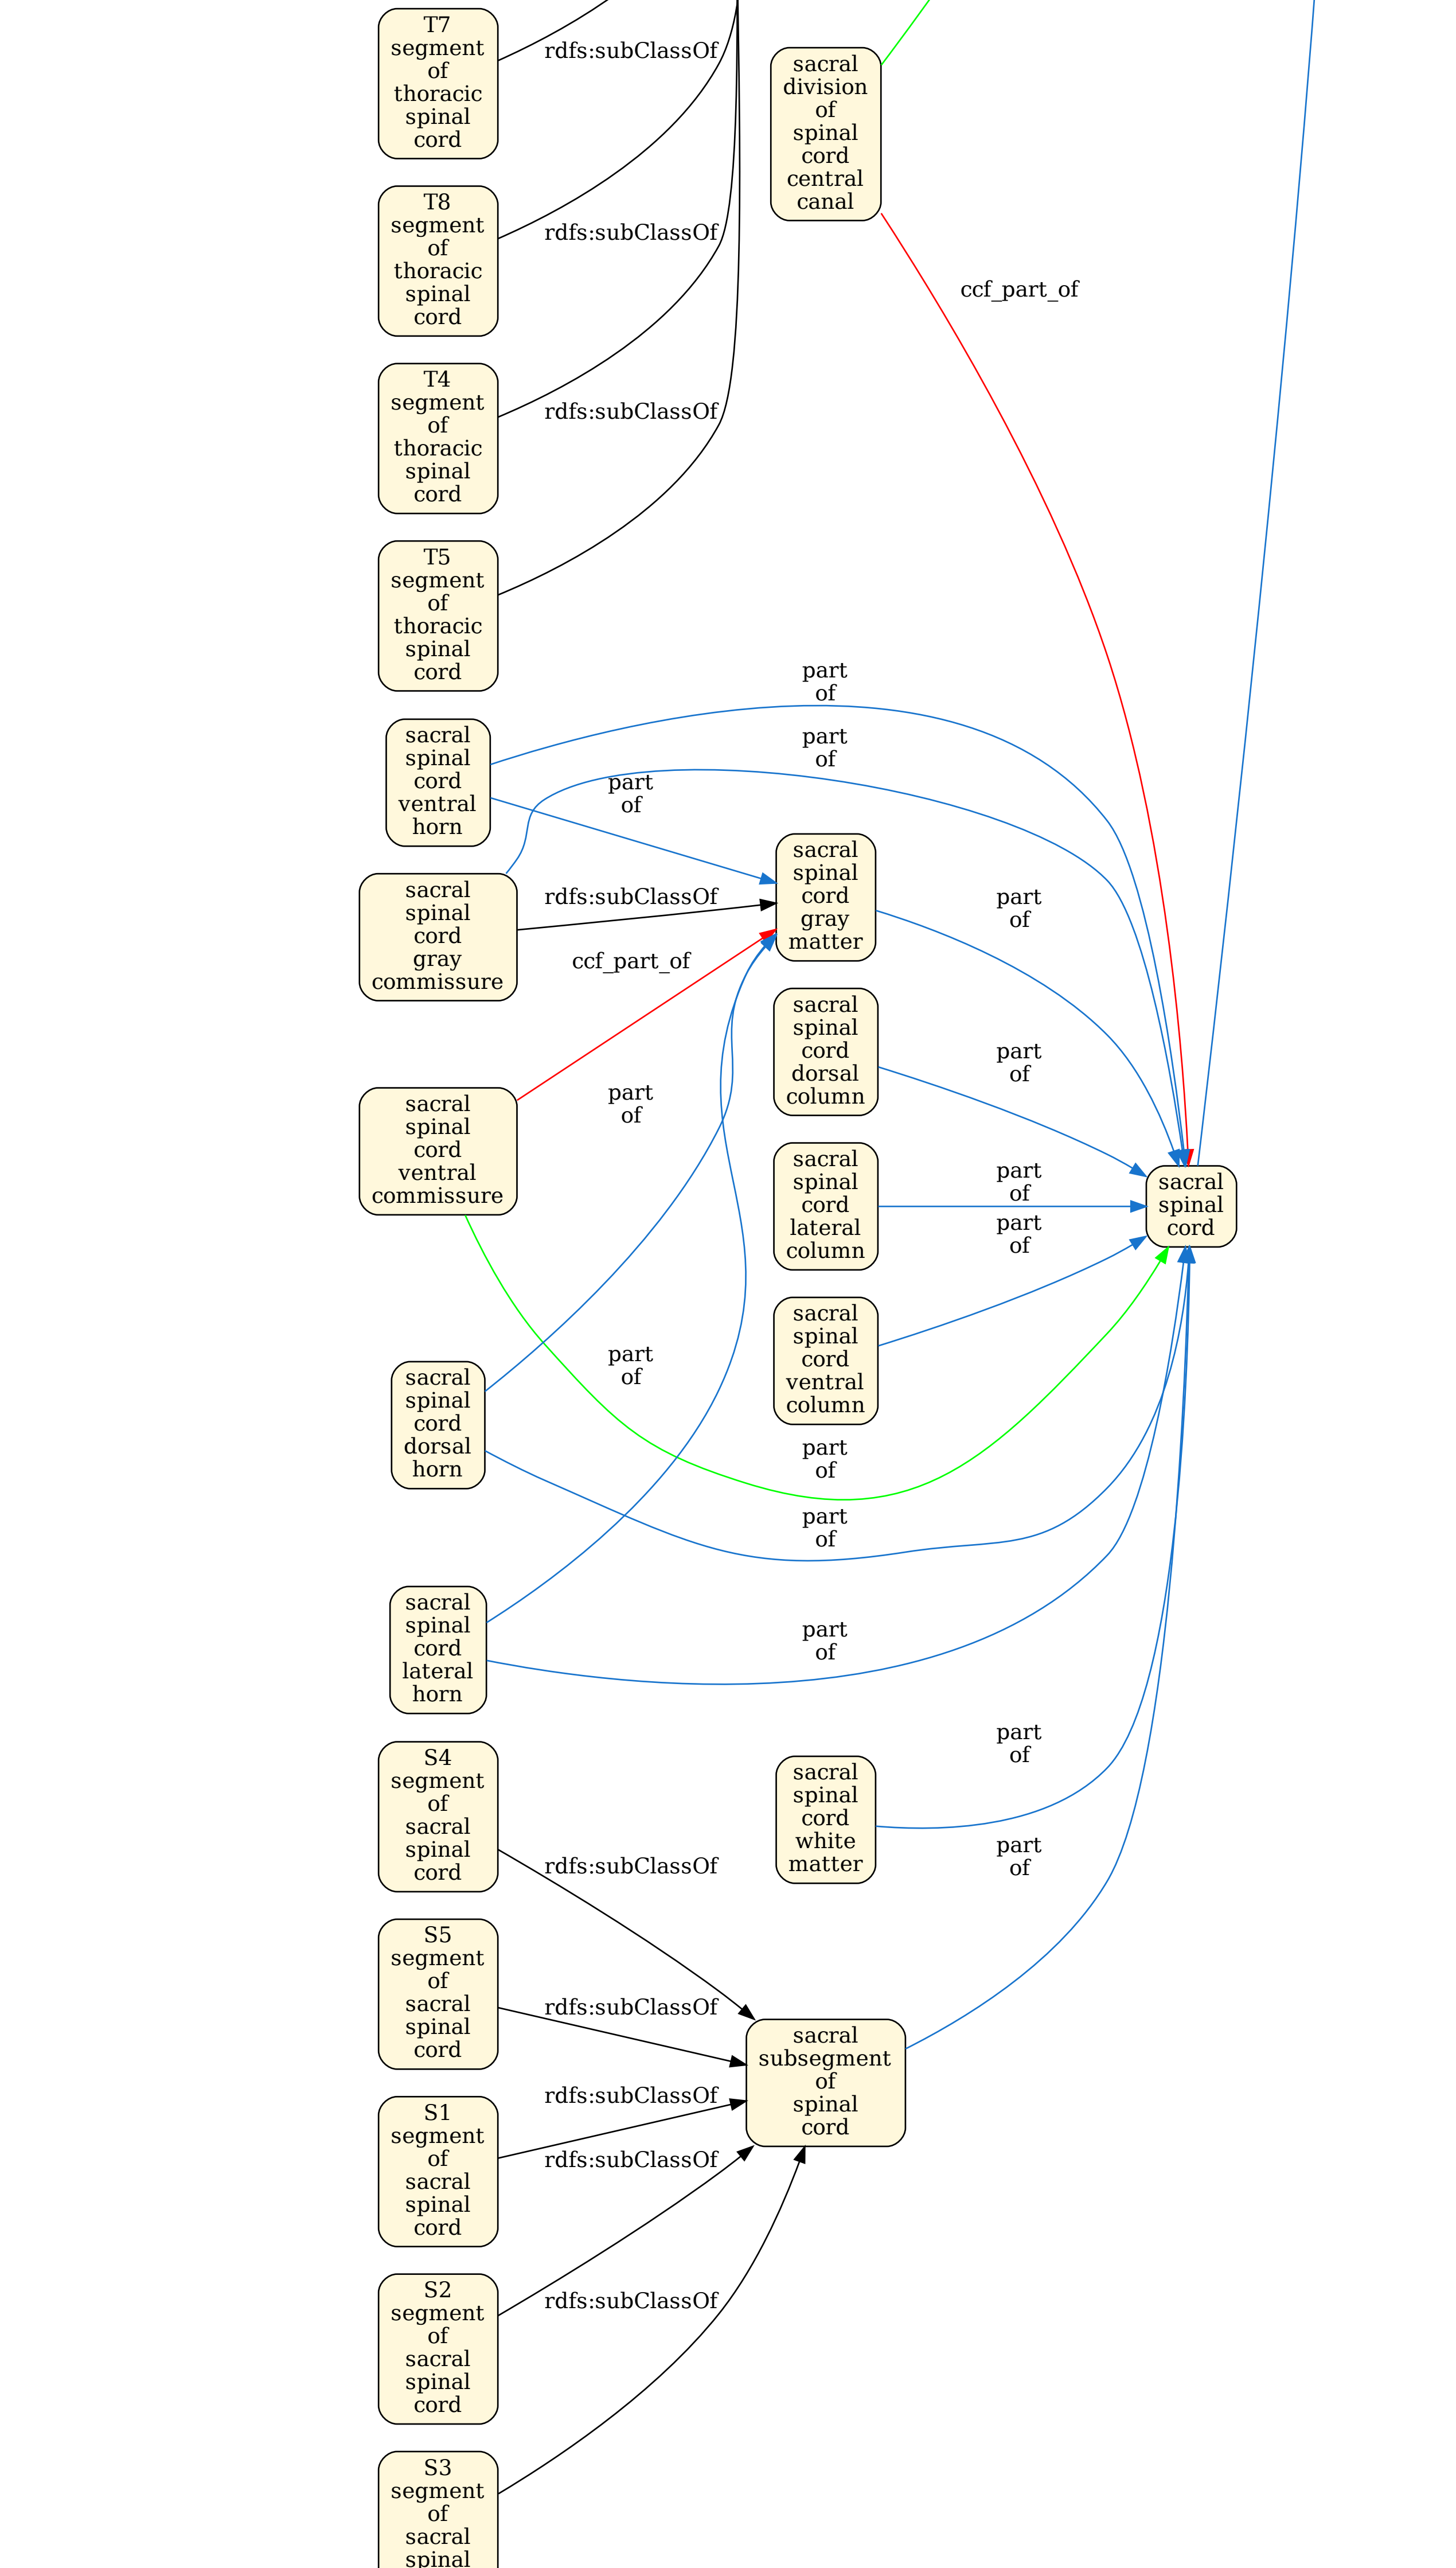 T7
segment
of
thoracic
spinal
cord
rdfs:subClassOf
sacral
division
of
spinal
cord
central
canal
T8
segment
of
thoracic
spinal
cord
rdfs:subClassOf
ccf_part_of
T4
segment
of
thoracic
spinal
cord
rdfs:subClassOf
T5
segment
of
thoracic
spinal
cord
part
of
sacral
spinal
cord
ventral
horn
part
of
part
of
sacral
spinal
cord
gray
commissure
rdfs:subClassOf
sacral
spinal
cord
gray
matter
part
of
ccf_part_of
sacral
spinal
cord
dorsal
column
part
of
sacral
spinal
cord
ventral
commissure
part
of
sacral
spinal
cord
lateral
column
part
of
part
of
sacral
spinal
cord
sacral
spinal
cord
ventral
column
part
of
sacral
spinal
cord
dorsal
horn
part
of
part
of
sacral
spinal
cord
lateral
horn
part
of
S4
segment
of
sacral
spinal
cord
rdfs:subClassOf
sacral
spinal
cord
white
matter
part
of
part
of
S5
segment
of
sacral
spinal
cord
rdfs:subClassOf
sacral
subsegment
of
spinal
cord
S1
segment
of
sacral
spinal
cord
rdfs:subClassOf
rdfs:subClassOf
S2
segment
of
sacral
spinal
cord
rdfs:subClassOf
S3
segment
of
sacral
spinal